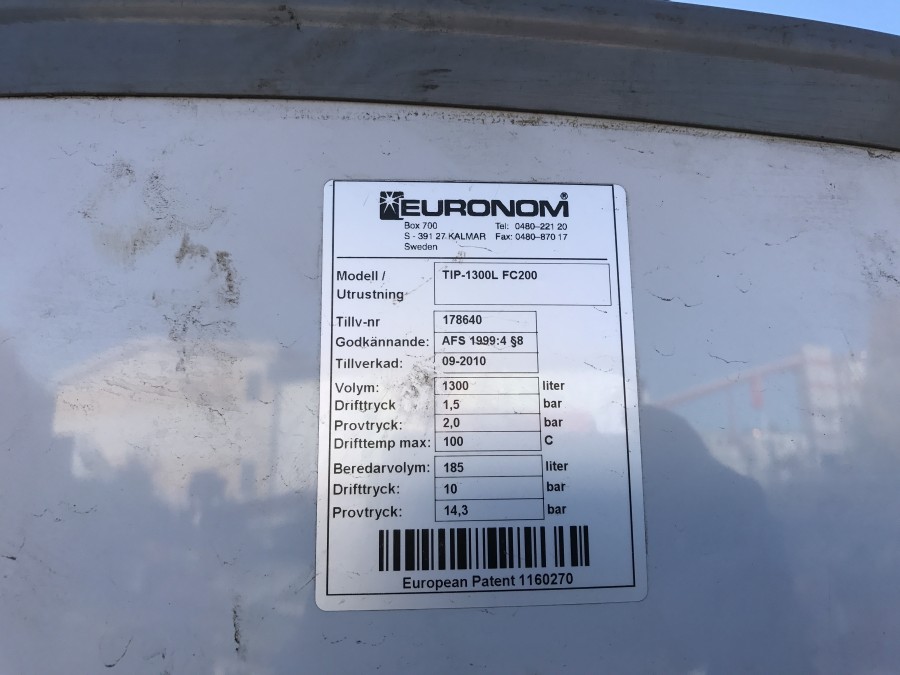 EURONOM®
Box 700 Tel: 0480-221 20
S - 391 27 KALMAR Fax: 0480-870 17
Sweden
Modell / TIP-1300L FC200
Utrustning
Tillv-nr 178640
Godkännande: AFS 1999:4 §8
Tillverkad: 09-2010
Volym: 1300 liter
Drifttryck 1,5 bar
Provtryck: 2,0 bar
Drifttemp max: 100 C
Beredarvolym: 185 liter
Drifttryck: 10 bar
Provtryck: 14,3 bar
European Patent 1160270